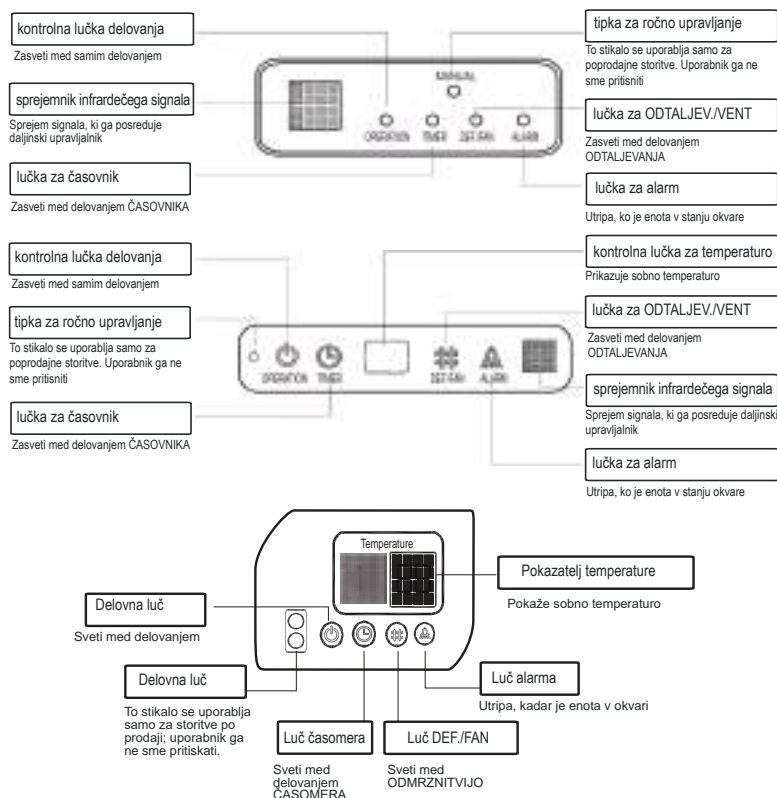 kontrolna lučka delovanja
Zasveti med samim delovanjem
sprejemnik infrardečega signala
Sprejem signala, ki ga posreduje
daljinski upravljalnik
lučka za časovnik
Zasveti med delovanjem ČASOVNIKA
MANUAL
OPERATION TIMER DEF./FAN ALARM
tipka za ročno upravljanje
To stikalo se uporablja samo za
poprodajne storitve. Uporabnik ga ne
sme pritisniti
lučka za ODTALJEV./VENT
Zasveti med delovanjem
ODTALJEVANJA
lučka za alarm
Utripa, ko je enota v stanju okvare
kontrolna lučka delovanja
Zasveti med samim delovanjem
tipka za ročno upravljanje
To stikalo se uporablja samo za
poprodajne storitve. Uporabnik ga ne
sme pritisniti
lučka za časovnik
Zasveti med delovanjem ČASOVNIKA
OPERATION TIMER DEF./FAN ALARM
kontrolna lučka za temperaturo
Prikazuje sobno temperaturo
lučka za ODTALJEV./VENT
Zasveti med delovanjem
ODTALJEVANJA
sprejemnik infrardečega signala
Sprejem signala, ki ga posreduje daljinski
upravljalnik
lučka za alarm
Utripa, ko je enota v stanju okvare
Temperature
Pokazatelj temperature
Pokaže sobno temperaturo
Delovna luč
Sveti med delovanjem
Delovna luč
To stikalo se uporablja
samo za storitve po
prodaji; uporabnik ga
ne sme pritiskati.
Luč alarma
Utripa, kadar je enota v okvari
Luč časomera
Sveti med
delovanjem
ČASOMERA
Luč DEF./FAN
Sveti med
ODMRZNITVIJO